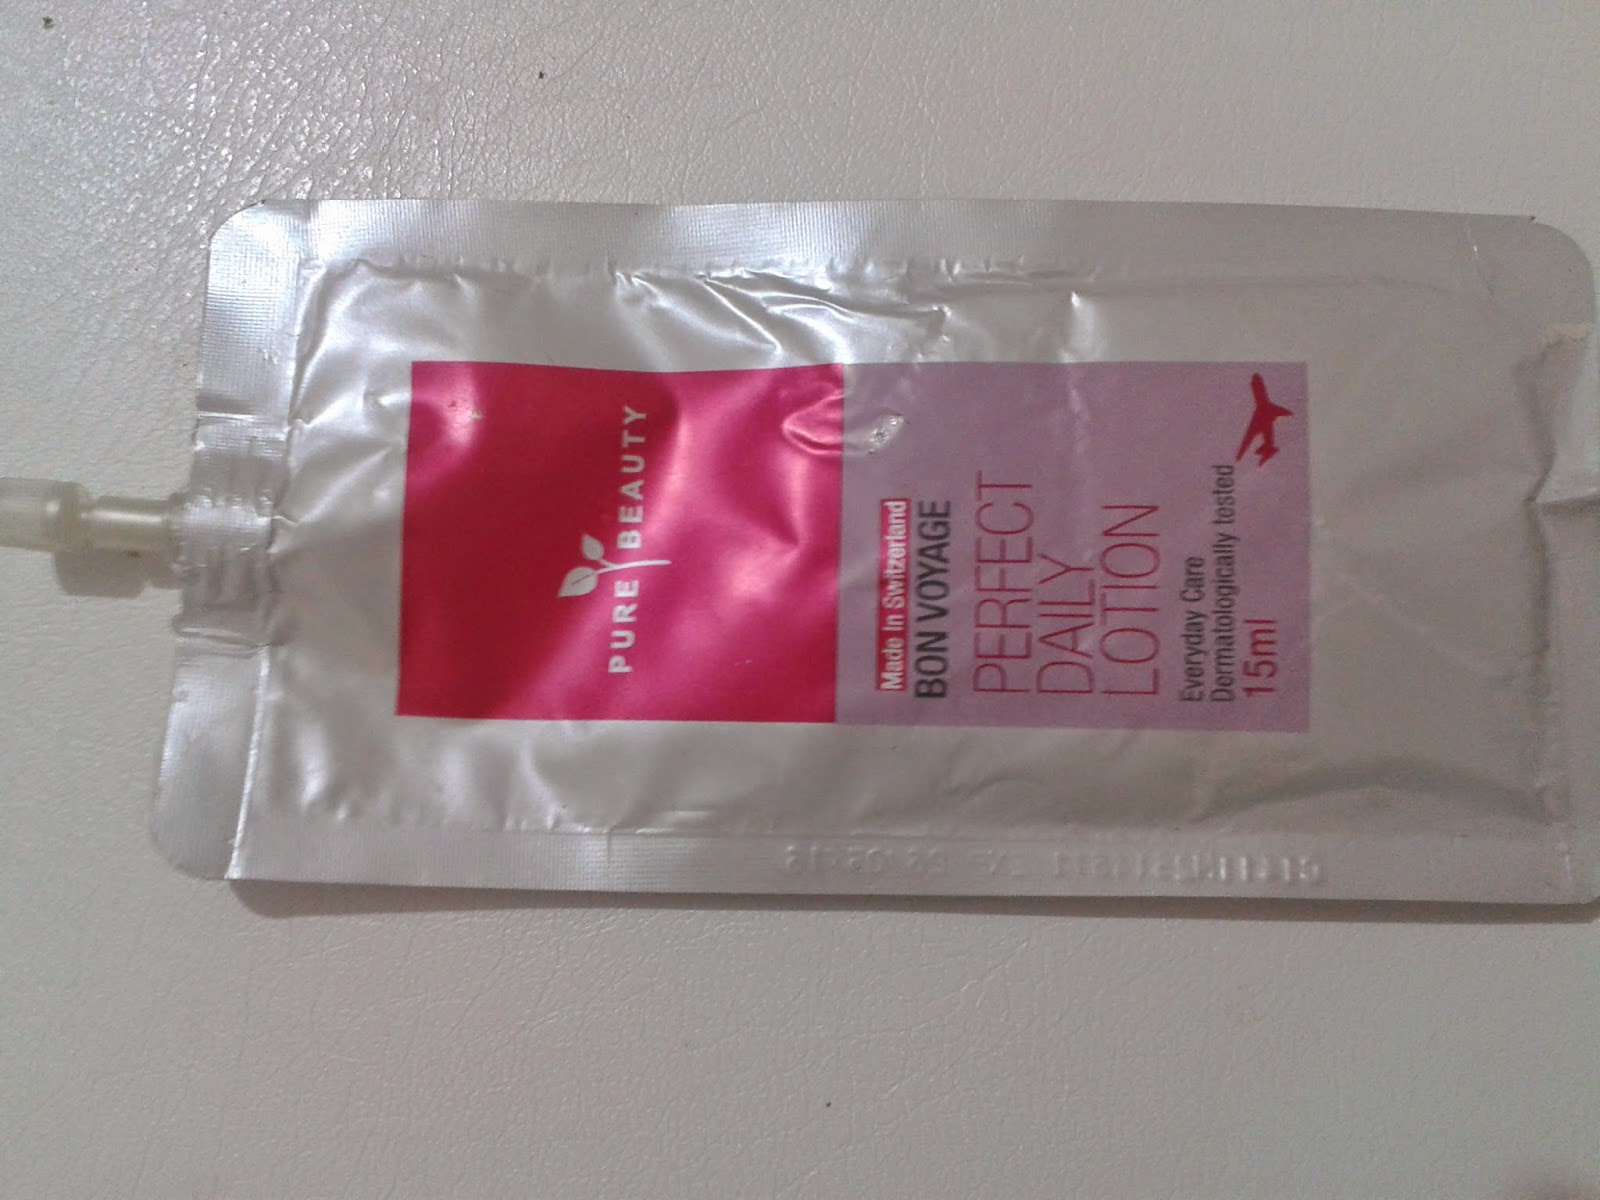 PURE BEAUTY
Made In Switzerland
BON VOYAGE
PERFECT
DAILY
LOTION
Everyday Care
Dermatologically tested
15ml